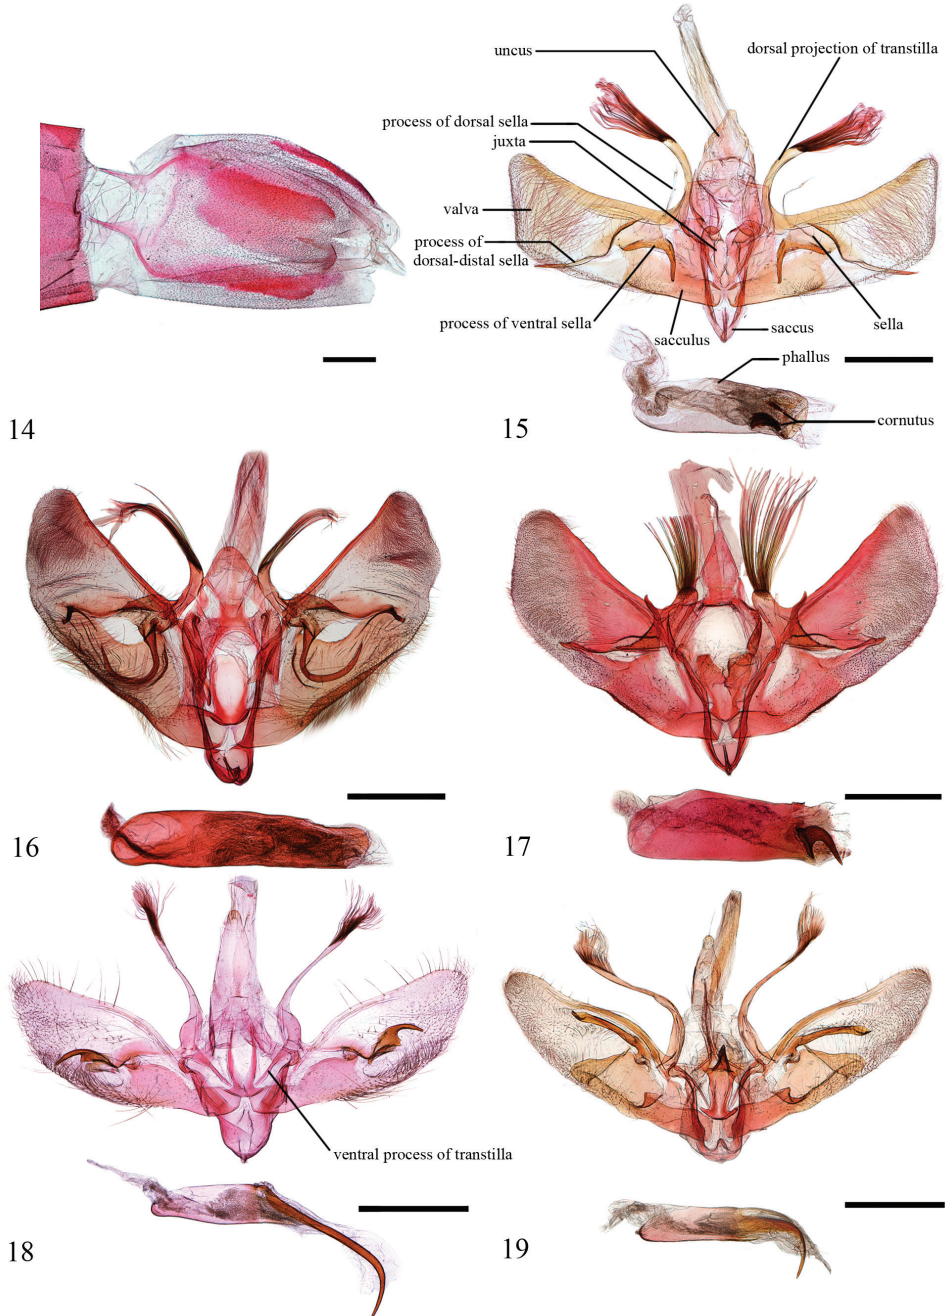 uncus
dorsal projection of transtilla
process of dorsal sella
juxta
valva
process of
dorsal-distal sella
process of ventral sella
sacculus
saccus
sella
phallus
cornutus
14
15
16
17
ventral process of transtilla
18
19